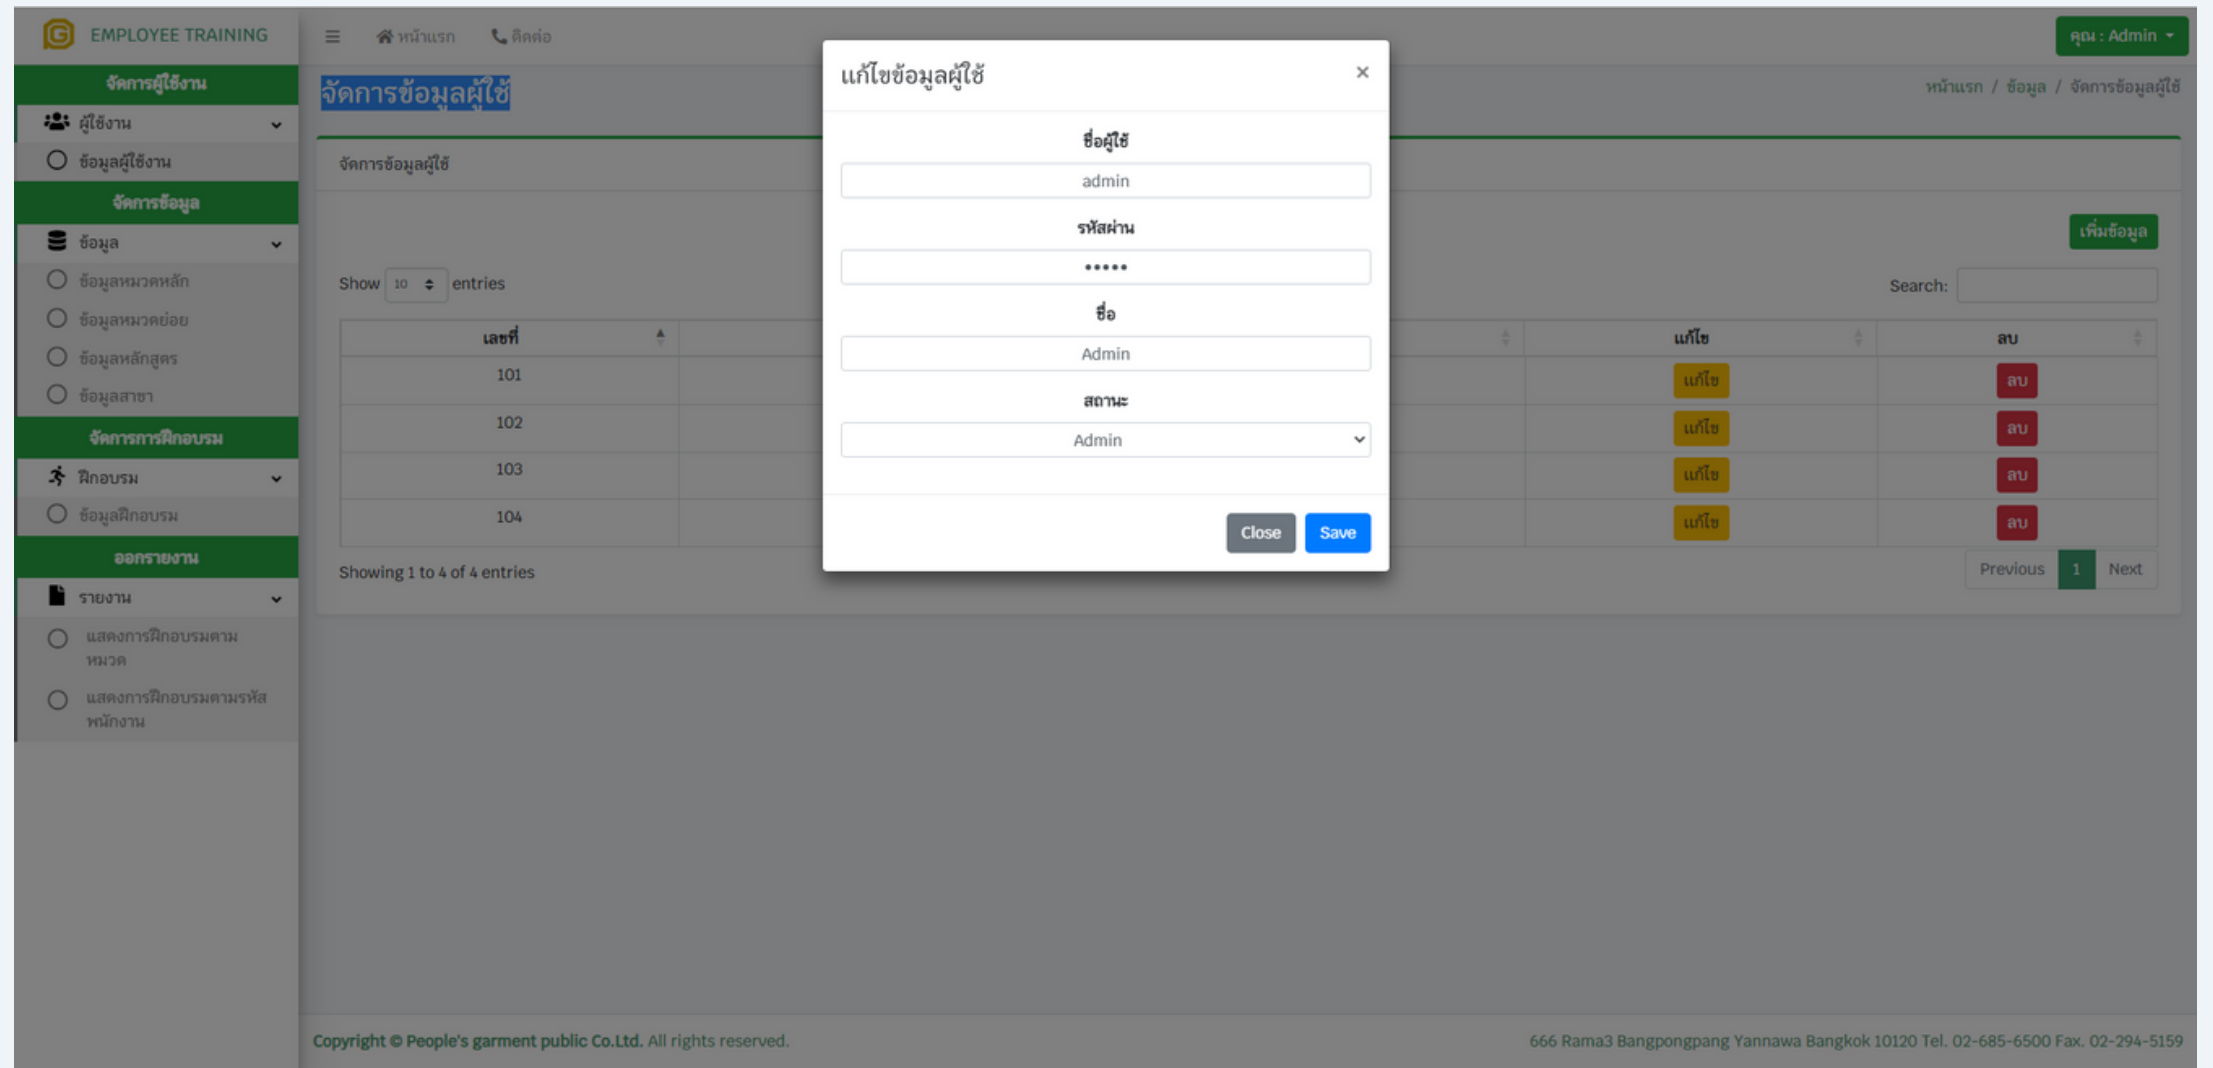 EMPLOYEE TRAINING
หน้าแรก ติดต่อ
คุณ : Admin
จัดการผู้ใช้งาน
ผู้ใช้งาน
ข้อมูลผู้ใช้งาน
จัดการข้อมูล
ข้อมูล
ข้อมูลหมวดหลัก
ข้อมูลหมวดย่อย
ข้อมูลหลักสูตร
ข้อมูลสาขา
จัดการการฝึกอบรม
ฝึกอบรม
ข้อมูลฝึกอบรม
ออกรายงาน
รายงาน
แสดงการฝึกอบรมตาม
หมวด
แสดงการฝึกอบรมตามรหัส
พนักงาน
จัดการข้อมูลผู้ใช้
หน้าแรก / ข้อมูล / จัดการข้อมูลผู้ใช้
จัดการข้อมูลผู้ใช้
เพิ่มข้อมูล
Show 10 entries
Search:
เลขที่ แก้ไข ลบ
101 แก้ไข ลบ
102 แก้ไข ลบ
103 แก้ไข ลบ
104 แก้ไข ลบ
Showing 1 to 4 of 4 entries
Previous 1 Next
แก้ไขข้อมูลผู้ใช้ ×
ชื่อผู้ใช้
admin
รหัสผ่าน
•••••
ชื่อ
Admin
สถานะ
Admin
Close Save
Copyright © People's garment public Co.Ltd. All rights reserved.
666 Rama3 Bangpongpang Yannawa Bangkok 10120 Tel. 02-685-6500 Fax. 02-294-5159